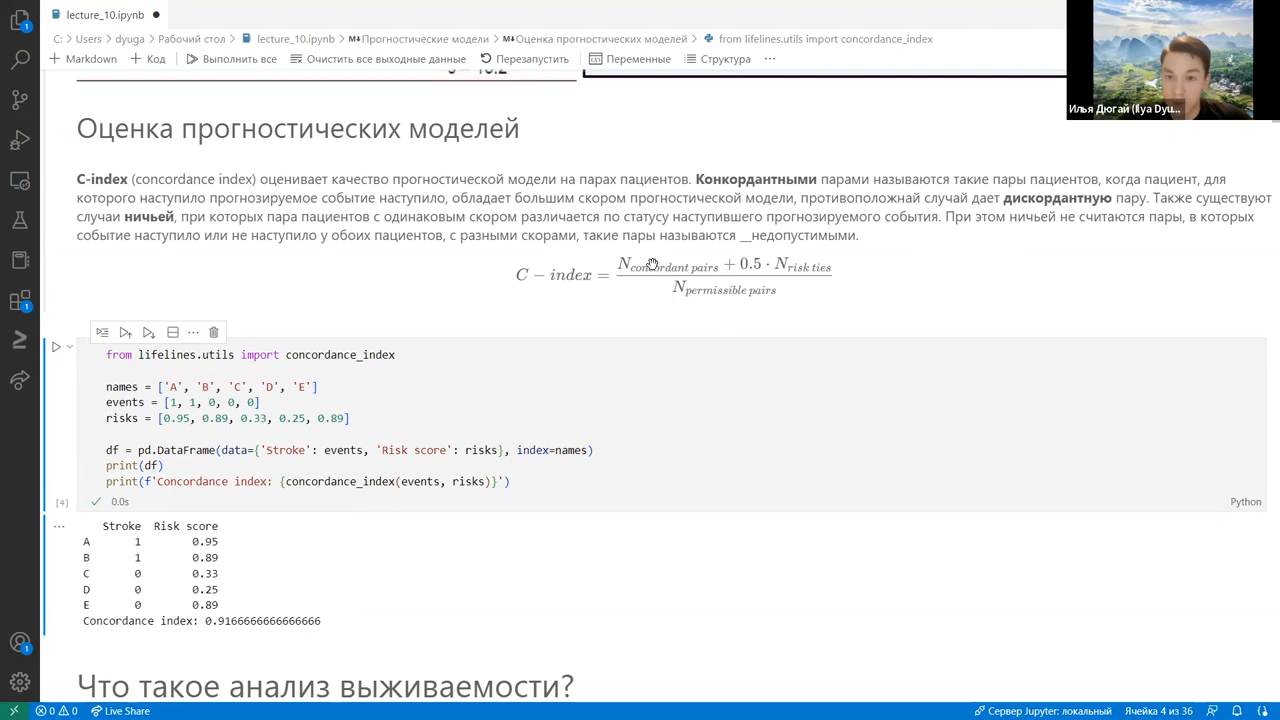 lecture_10.ipynb
C: > Users > dyuga > Рабочий стол > lecture_10.ipynb > M↓Прогностические модели > M↓Оценка прогностических моделей > from lifelines.utils import concordance_index
Markdown Код Выполнить все Очистить все выходные данные Перезапустить Переменные Структура ...
Илья Дюгай (Ilya Dyu...
Оценка прогностических моделей
C-index (concordance index) оценивает качество прогностической модели на парах пациентов. Конкордантными парами называются такие пары пациентов, когда пациент, для
которого наступило прогнозируемое событие наступило, обладает большим скором прогностической модели, противоположнай случай дает дискордантную пару. Также существуют
случаи ничьей, при которых пара пациентов с одинаковым скором различается по статусу наступившего прогнозируемого события. При этом ничьей не считаются пары, в которых
событие наступило или не наступило у обоих пациентов, с разными скорами, такие пары называются __недопустимыми.
C − index = N concordant pairs + 0.5 · N risk ties
N permissible pairs
from lifelines.utils import concordance_index
names = ['A', 'B', 'C', 'D', 'E']
events = [1, 1, 0, 0, 0]
risks = [0.95, 0.89, 0.33, 0.25, 0.89]
df = pd.DataFrame(data={'Stroke': events, 'Risk score': risks}, index=names)
print(df)
print(f'Concordance index: {concordance_index(events, risks)}')
[4] 0.0s Python
Stroke Risk score
A 1 0.95
B 1 0.89
C 0 0.33
D 0 0.25
E 0 0.89
Concordance index: 0.9166666666666666
Что такое анализ выживаемости?
0 0 Live Share Сервер Jupyter: локальный Ячейка 4 из 36